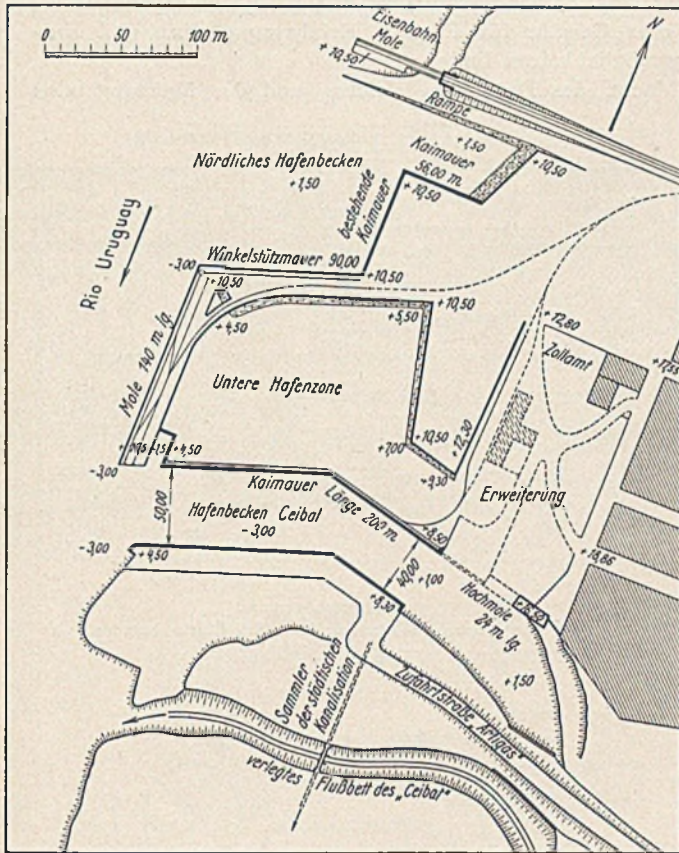 0 50 100 m.
Eisenbahn
Mole
+10,50
N
Rampe
+1,50
Kaimauer
56,00 m.
+10,50
+10,50
Nördliches Hafenbecken
+1,50
bestehende
Kaimauer
Rio Uruguay
-3,00
Winkelstützmauer 90,00
+10,50
+10,50
+4,50
+5,50
+10,50
Mole 140 m lg.
+12,80
Zollamt
+17,55
Untere Hafenzone
+10,50
+7,00
+9,30
+12,30
+4,50
-3,00
Kaimauer
Länge 200 m.
Erweiterung
50,00
Hafenbecken Ceibal
-3,00
+8,50
-3,00
+4,50
40,00
+1,00
+18,86
+8,30
Hochmole
24 m lg.
+1,50
Sammler
der städtischen
Kanalisation
Zufahrtstraße „Artigas"
verlegtes
Flußbett des „Ceibal"